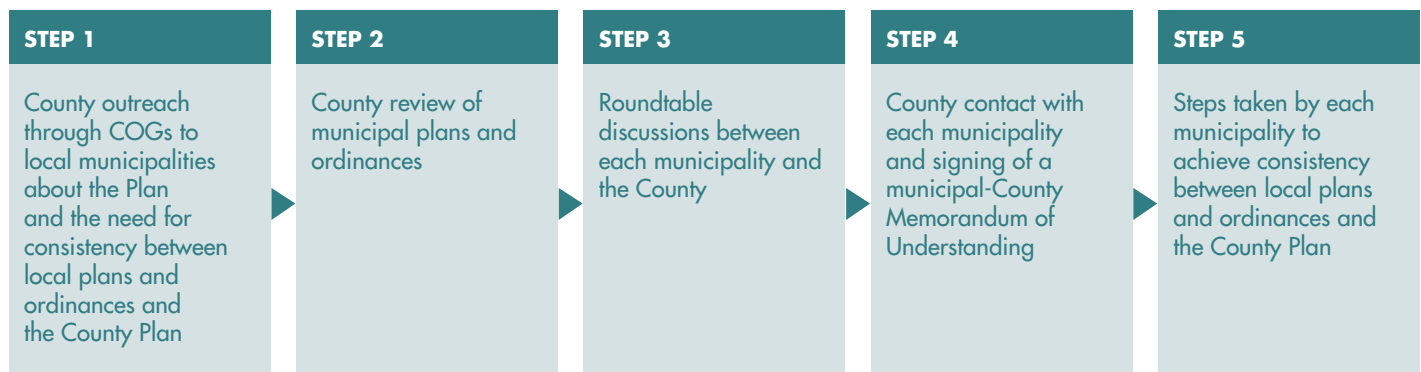 STEP 1
County outreach
through COGs to
local municipalities
about the Plan
and the need for
consistency between
local plans and
ordinances and
the County Plan
STEP 2
County review of
municipal plans and
ordinances
STEP 3
Roundtable
discussions between
each municipality and
the County
STEP 4
County contact with
each municipality
and signing of a
municipal-County
Memorandum of
Understanding
STEP 5
Steps taken by each
municipality to
achieve consistency
between local plans
and ordinances and
the County Plan